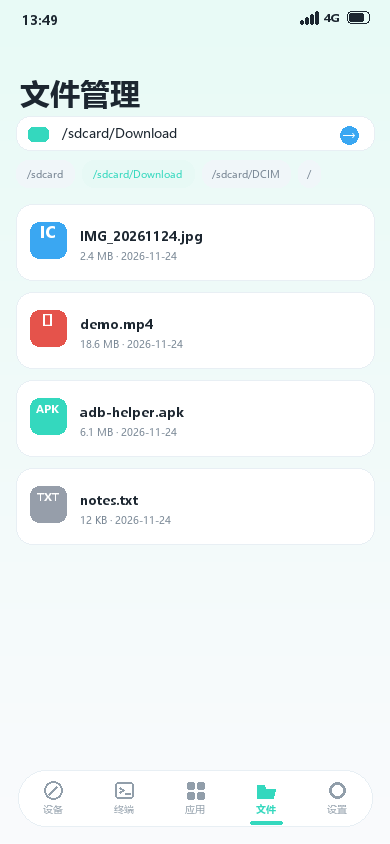 13:49
4G
文件管理
/sdcard/Download
/sdcard
/sdcard/Download
/sdcard/DCIM
/
IC
IMG_20261124.jpg
2.4 MB · 2026-11-24
demo.mp4
18.6 MB · 2026-11-24
APK
adb-helper.apk
6.1 MB · 2026-11-24
TXT
notes.txt
12 KB · 2026-11-24
设备
终端
应用
文件
设置